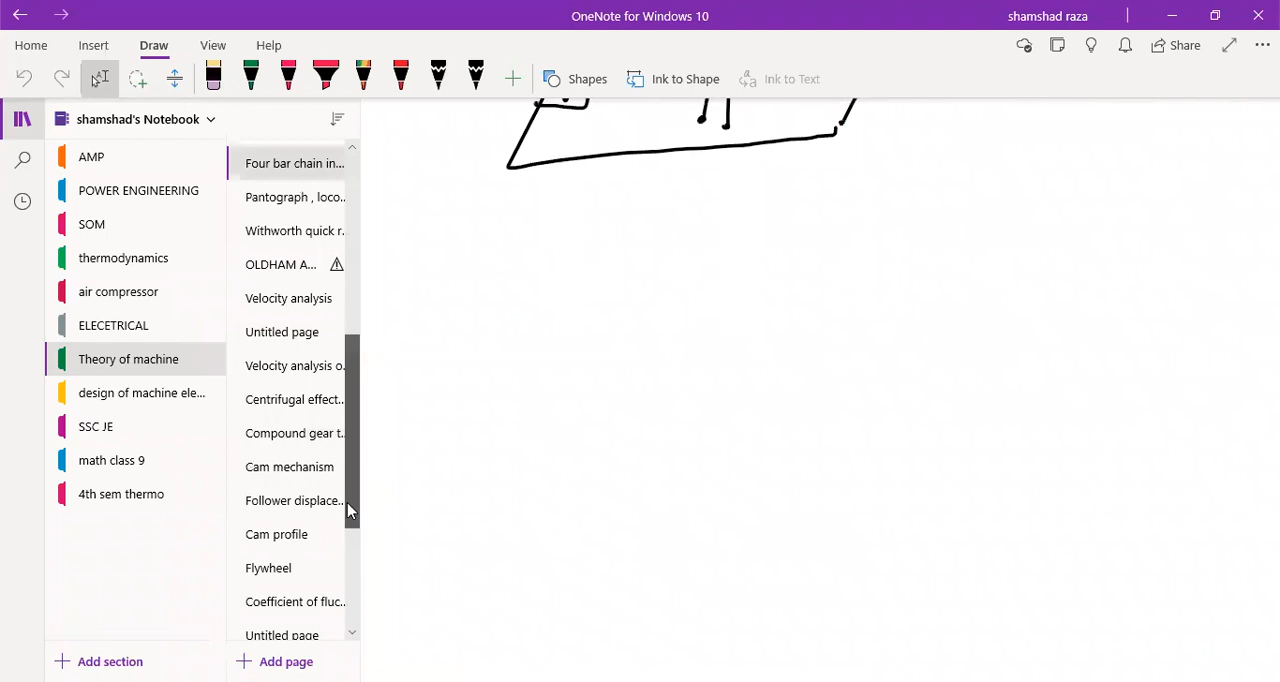 OneNote for Windows 10
shamshad raza
Home Insert Draw View Help
Share
Shapes Ink to Shape Ink to Text
shamshad's Notebook
AMP
POWER ENGINEERING
SOM
thermodynamics
air compressor
ELECETRICAL
Theory of machine
design of machine ele...
SSC JE
math class 9
4th sem thermo
Add section
Four bar chain in...
Pantograph , loco..
Withworth quick r.
OLDHAM A...
Velocity analysis
Untitled page
Velocity analysis o.
Centrifugal effect..
Compound gear t.
Cam mechanism
Follower displace..
Cam profile
Flywheel
Coefficient of fluc..
Untitled page
Add page